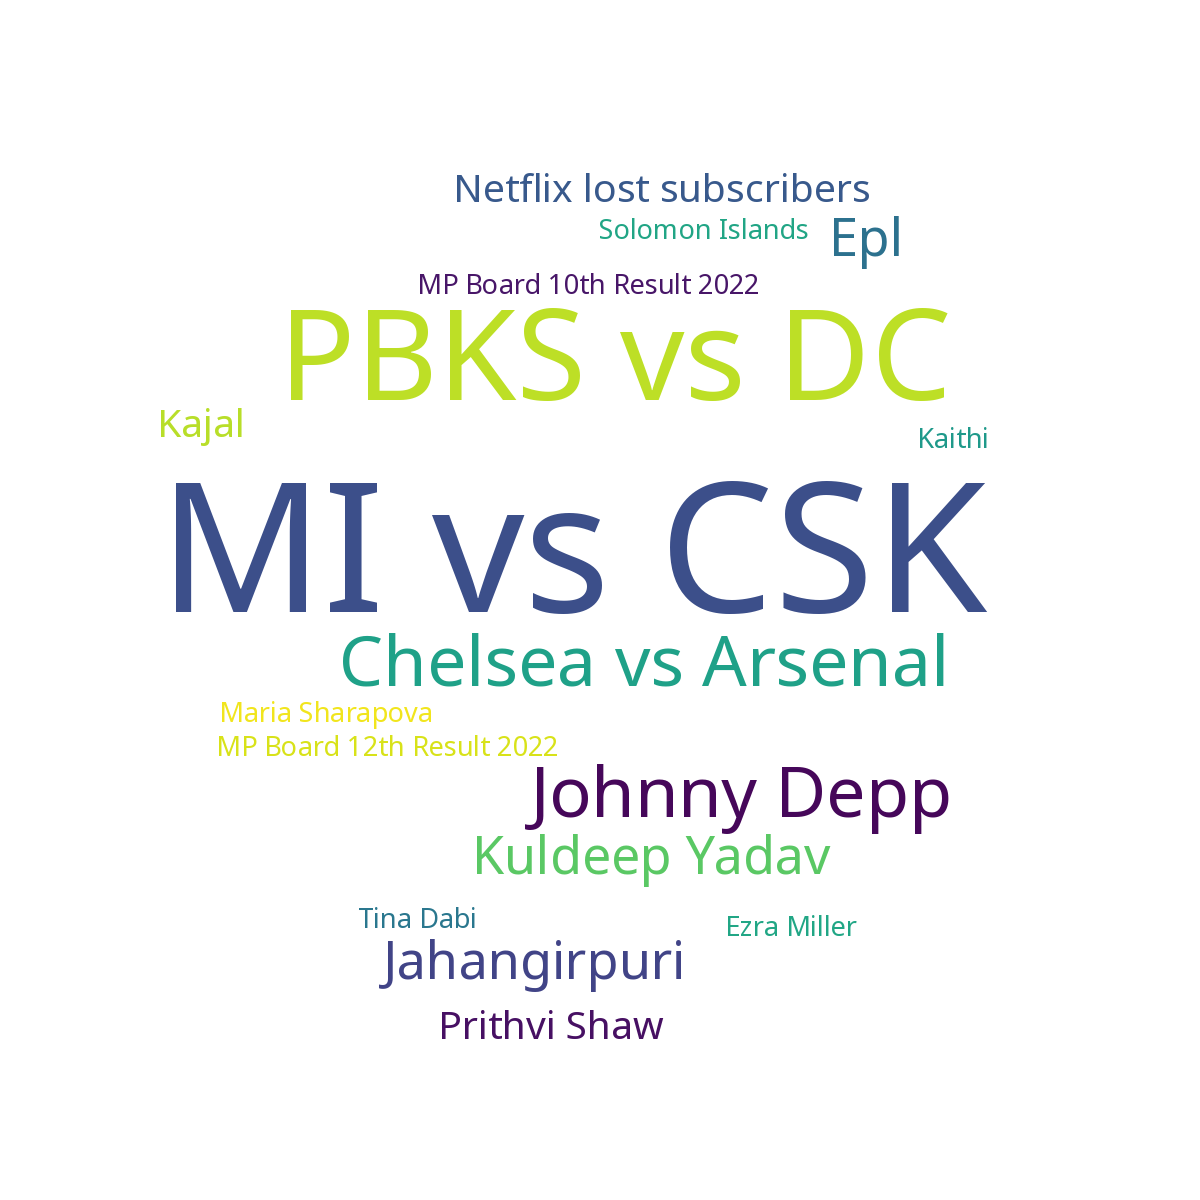 Netflix lost subscribers
Solomon Islands
Epl
MP Board 10th Result 2022
PBKS vs DC
Kajal
Kaithi
MI vs CSK
Chelsea vs Arsenal
Maria Sharapova
MP Board 12th Result 2022
Johnny Depp
Kuldeep Yadav
Tina Dabi
Ezra Miller
Jahangirpuri
Prithvi Shaw